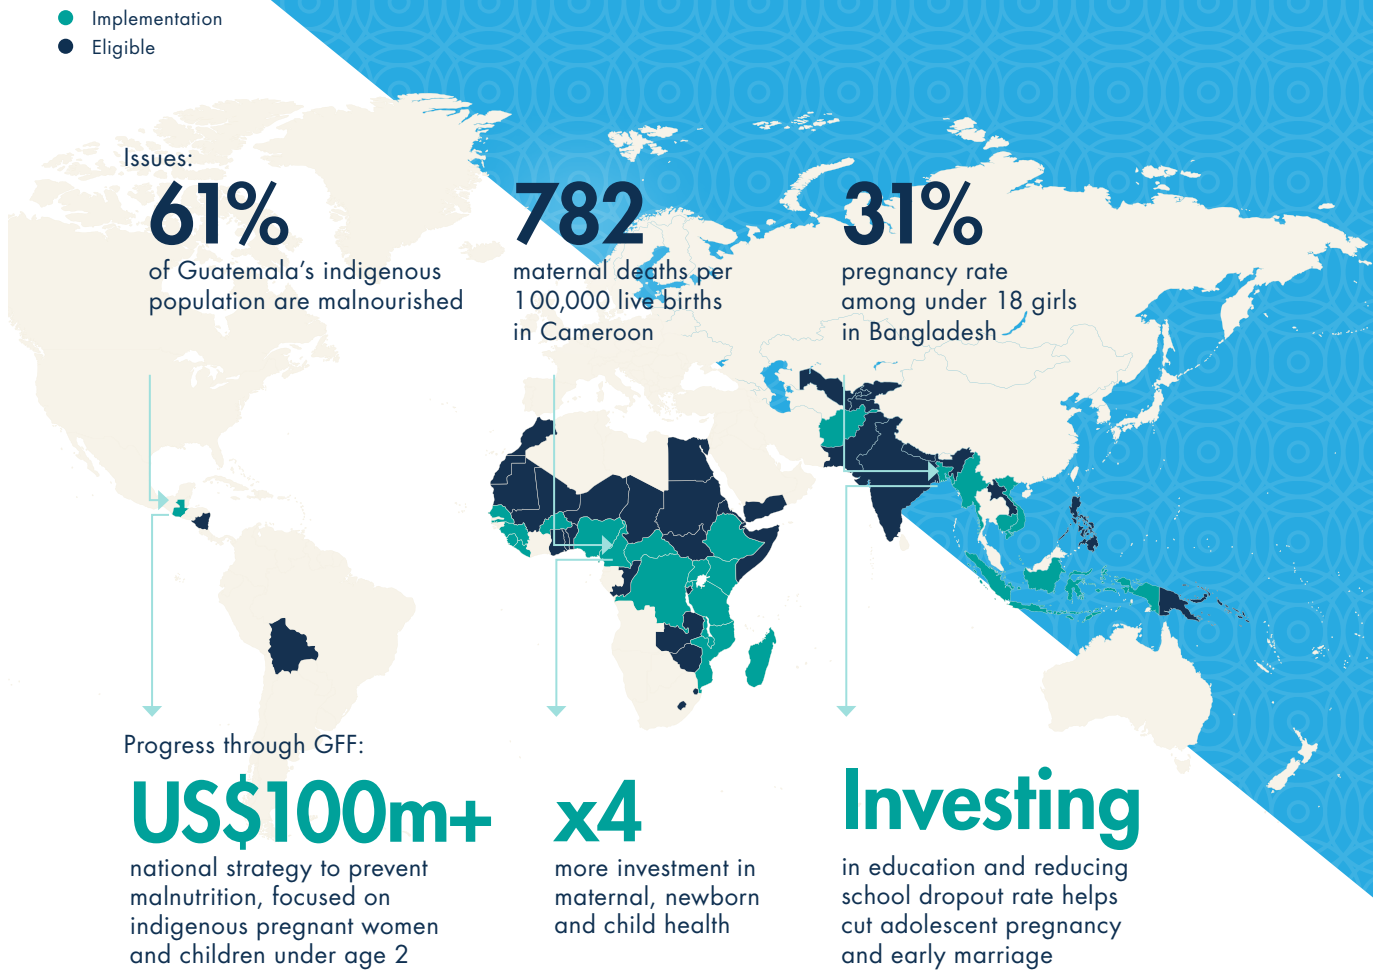 Implementation
Eligible
Issues:
61%
of Guatemala’s indigenous
population are malnourished
782
maternal deaths per
100,000 live births
in Cameroon
31%
pregnancy rate
among under 18 girls
in Bangladesh
Progress through GFF:
US$100m+
national strategy to prevent
malnutrition, focused on
indigenous pregnant women
and children under age 2
x4
more investment in
maternal, newborn
and child health
Investing
in education and reducing
school dropout rate helps
cut adolescent pregnancy
and early marriage